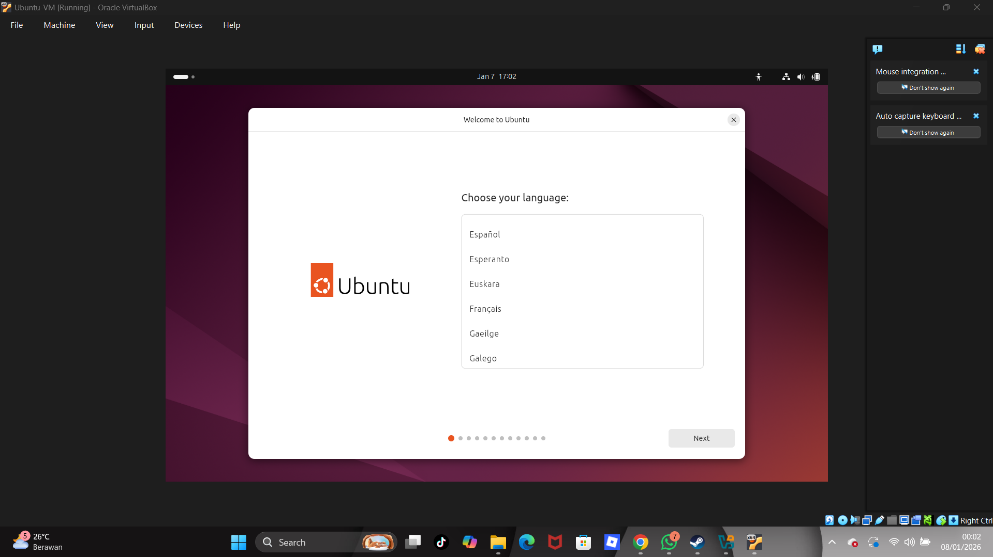 Ubuntu VM [Running] - Oracle VirtualBox
File Machine View Input Devices Help
Jan 7 17:02
Mouse integration ...
Don't show again
Auto capture keyboard ...
Don't show again
Welcome to Ubuntu
Choose your language:
Español
Esperanto
Euskara
Français
Gaeilge
Galego
Ubuntu
Next
Right Ctrl
5
26°C
Berawan
Search
2
00:02
08/01/2026